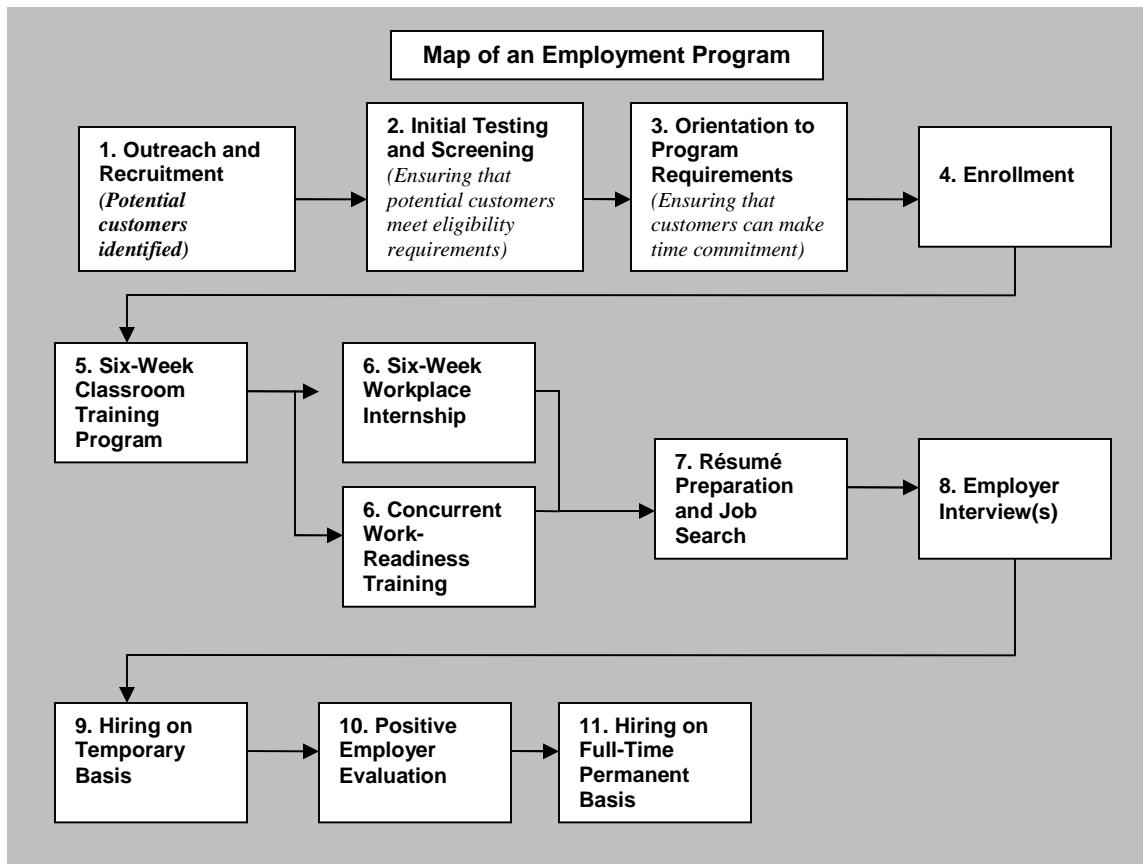 Map of an Employment Program
1. Outreach and
Recruitment
(Potential
customers
identified)
2. Initial Testing
and Screening
(Ensuring that
potential customers
meet eligibility
requirements)
3. Orientation to
Program
Requirements
(Ensuring that
customers can make
time commitment)
4. Enrollment
5. Six-Week
Classroom
Training
Program
6. Six-Week
Workplace
Internship
6. Concurrent
Work-
Readiness
Training
7. Résumé
Preparation
and Job
Search
8. Employer
Interview(s)
9. Hiring on
Temporary
Basis
10. Positive
Employer
Evaluation
11. Hiring on
Full-Time
Permanent
Basis